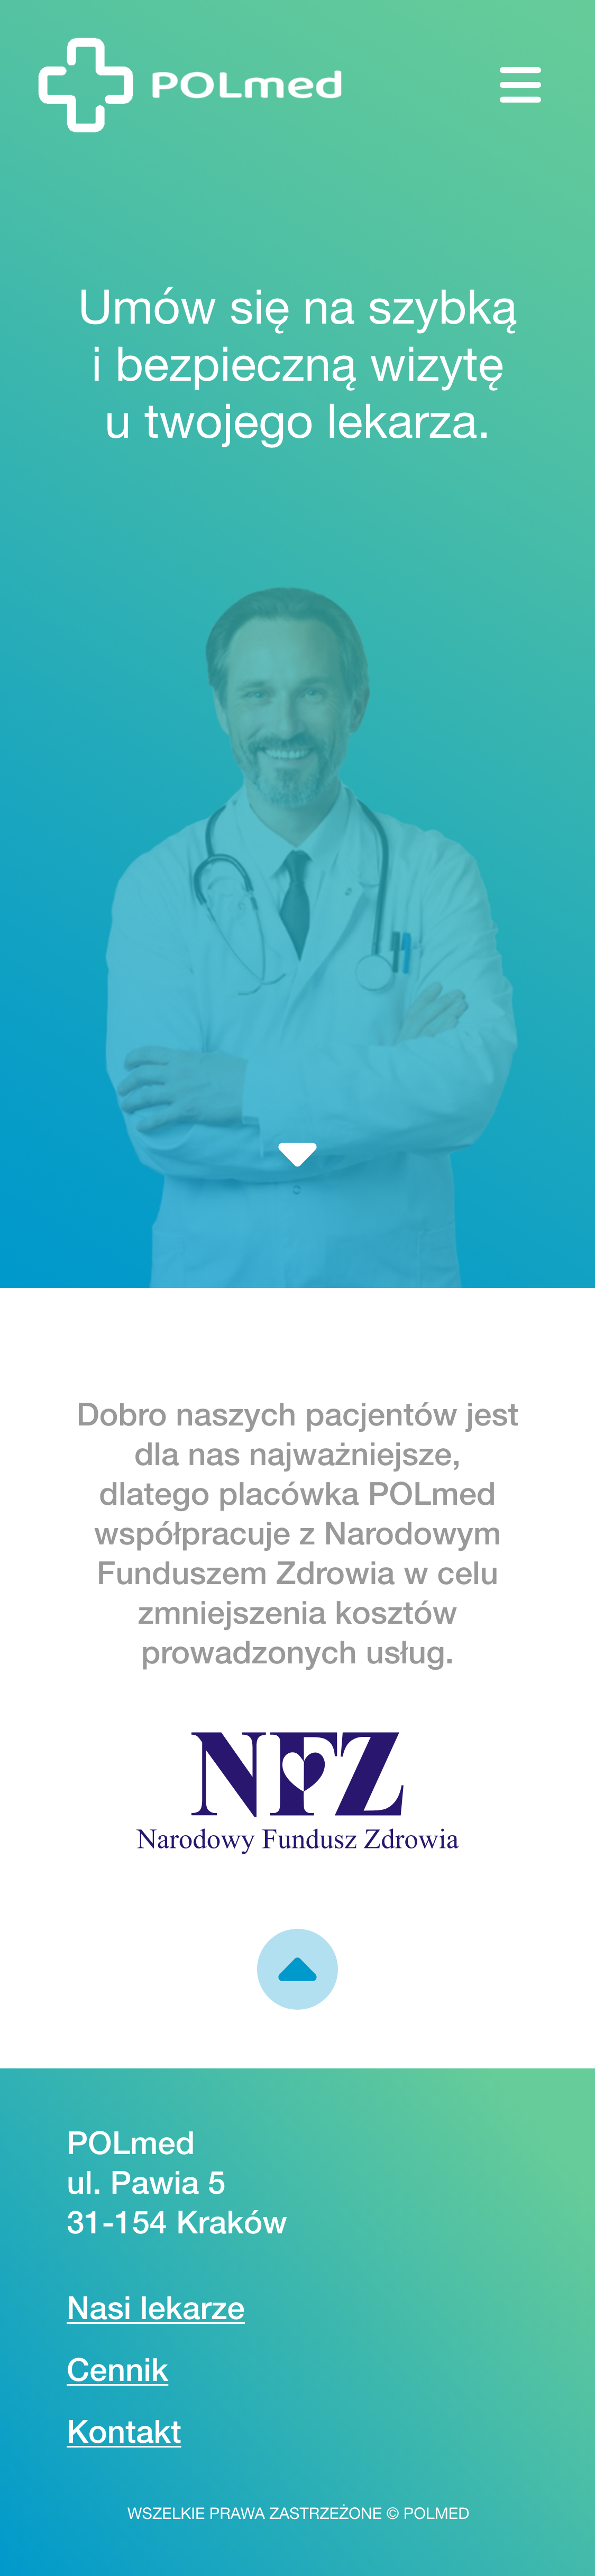 POLmed
Umów się na szybką
i bezpieczną wizytę
u twojego lekarza.
Dobro naszych pacjentów jest
dla nas najważniejsze,
dlatego placówka POLmed
współpracuje z Narodowym
Funduszem Zdrowia w celu
zmniejszenia kosztów
prowadzonych usług.
NFZ
Narodowy Fundusz Zdrowia
POLmed
ul. Pawia 5
31-154 Kraków
Nasi lekarze
Cennik
Kontakt
WSZELKIE PRAWA ZASTRZEŻONE © POLMED